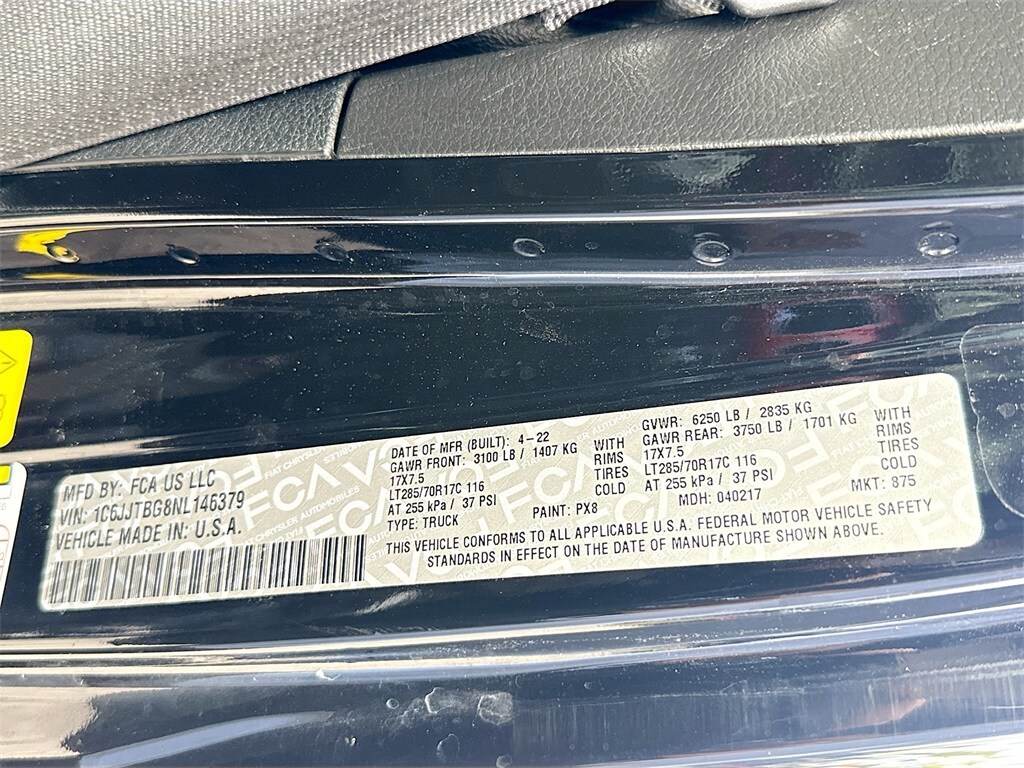 MFD BY: FCA US LLC
VIN: 1C6JJTBG8NL146379
VEHICLE MADE IN: U.S.A.
DATE OF MFR (BUILT): 4-22
GAWR FRONT: 3100 LB / 1407 KG WITH
17X7.5 RIMS
LT285/70R17C 116 TIRES
AT 255 kPa / 37 PSI COLD
TYPE: TRUCK PAINT: PX8
GVWR: 6250 LB / 2835 KG
GAWR REAR: 3750 LB / 1701 KG WITH
17X7.5 RIMS
LT285/70R17C 116 TIRES
AT 255 kPa / 37 PSI COLD
MDH: 040217 MKT: 875
THIS VEHICLE CONFORMS TO ALL APPLICABLE U.S.A. FEDERAL MOTOR VEHICLE SAFETY
STANDARDS IN EFFECT ON THE DATE OF MANUFACTURE SHOWN ABOVE.